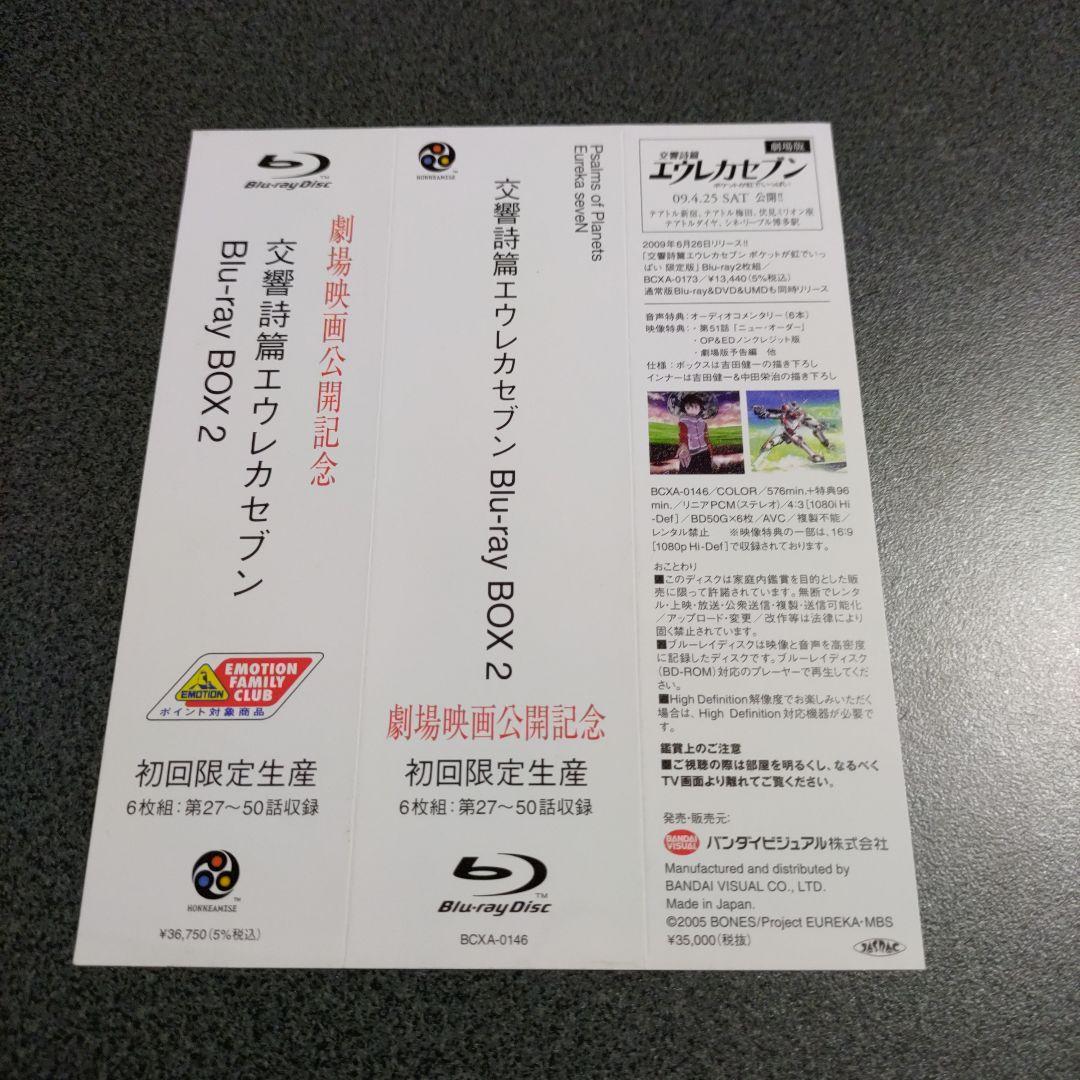 Blu-ray Disc
TM
劇場映画公開記念
交響詩篇エウレカセブン
Blu-ray BOX 2
EMOTION
EMOTION
FAMILY
CLUB
ポイント対象商品
初回限定生産
6枚組:第27〜50話収録
TM
HONNEAMISE
¥36,750(5%税込)
TM
HONNEAMISE
Psalms of Planets
Eureka seveN
交響詩篇エウレカセブン Blu-ray BOX 2
劇場映画公開記念
初回限定生産
6枚組:第27〜50話収録
TM
Blu-ray Disc
BCXA-0146
劇場版
交響詩篇
エウレカセブン
ポケットが虹でいっぱい
09.4.25 SAT 公開!!
テアトル新宿、テアトル梅田、伏見ミリオン座
テアトルダイヤ、シネ・リーブル博多駅
2009年6月26日リリース!!
「交響詩篇エウレカセブン ポケットが虹でいっ
ぱい 限定版」Blu-ray2枚組/
BCXA-0173/¥13,440(5%税込)
通常版Blu-ray&DVD&UMDも同時リリース
音声特典:オーディオコメンタリー(6本)
映像特典:・第51話「ニュー・オーダー」
・OP&EDノンクレジット版
・劇場版予告編 他
仕様:ボックスは吉田健一の描き下ろし
インナーは吉田健一&中田栄治の描き下ろし
BCXA-0146/COLOR/576min.+特典96
min./リニアPCM(ステレオ)/4:3[1080i Hi
-Def]/BD50G×6枚/AVC/複製不能/
レンタル禁止 ※映像特典の一部は、16:9
[1080p Hi-Def]で収録されております。
おことわり
■このディスクは家庭内鑑賞を目的とした販
売に限って許諾されています。無断でレンタ
ル・上映・放送・公衆送信・複製・送信可能化
/アップロード・変更/改作等は法律により
固く禁止されています。
■ブルーレイディスクは映像と音声を高密度
に記録したディスクです。ブルーレイディスク
(BD-ROM)対応のプレーヤーで再生してくだ
さい。
■High Definition解像度でお楽しみいただく
場合は、High Definition対応機器が必要で
す。
鑑賞上のご注意
■ご視聴の際は部屋を明るくし、なるべく
TV画面より離れてご覧ください。
発売・販売元:
BANDAI
VISUAL
バンダイビジュアル株式会社
Manufactured and distributed by
BANDAI VISUAL CO., LTD.
Made in Japan.
©2005 BONES/Project EUREKA・MBS
¥35,000(税抜)
JASRAC